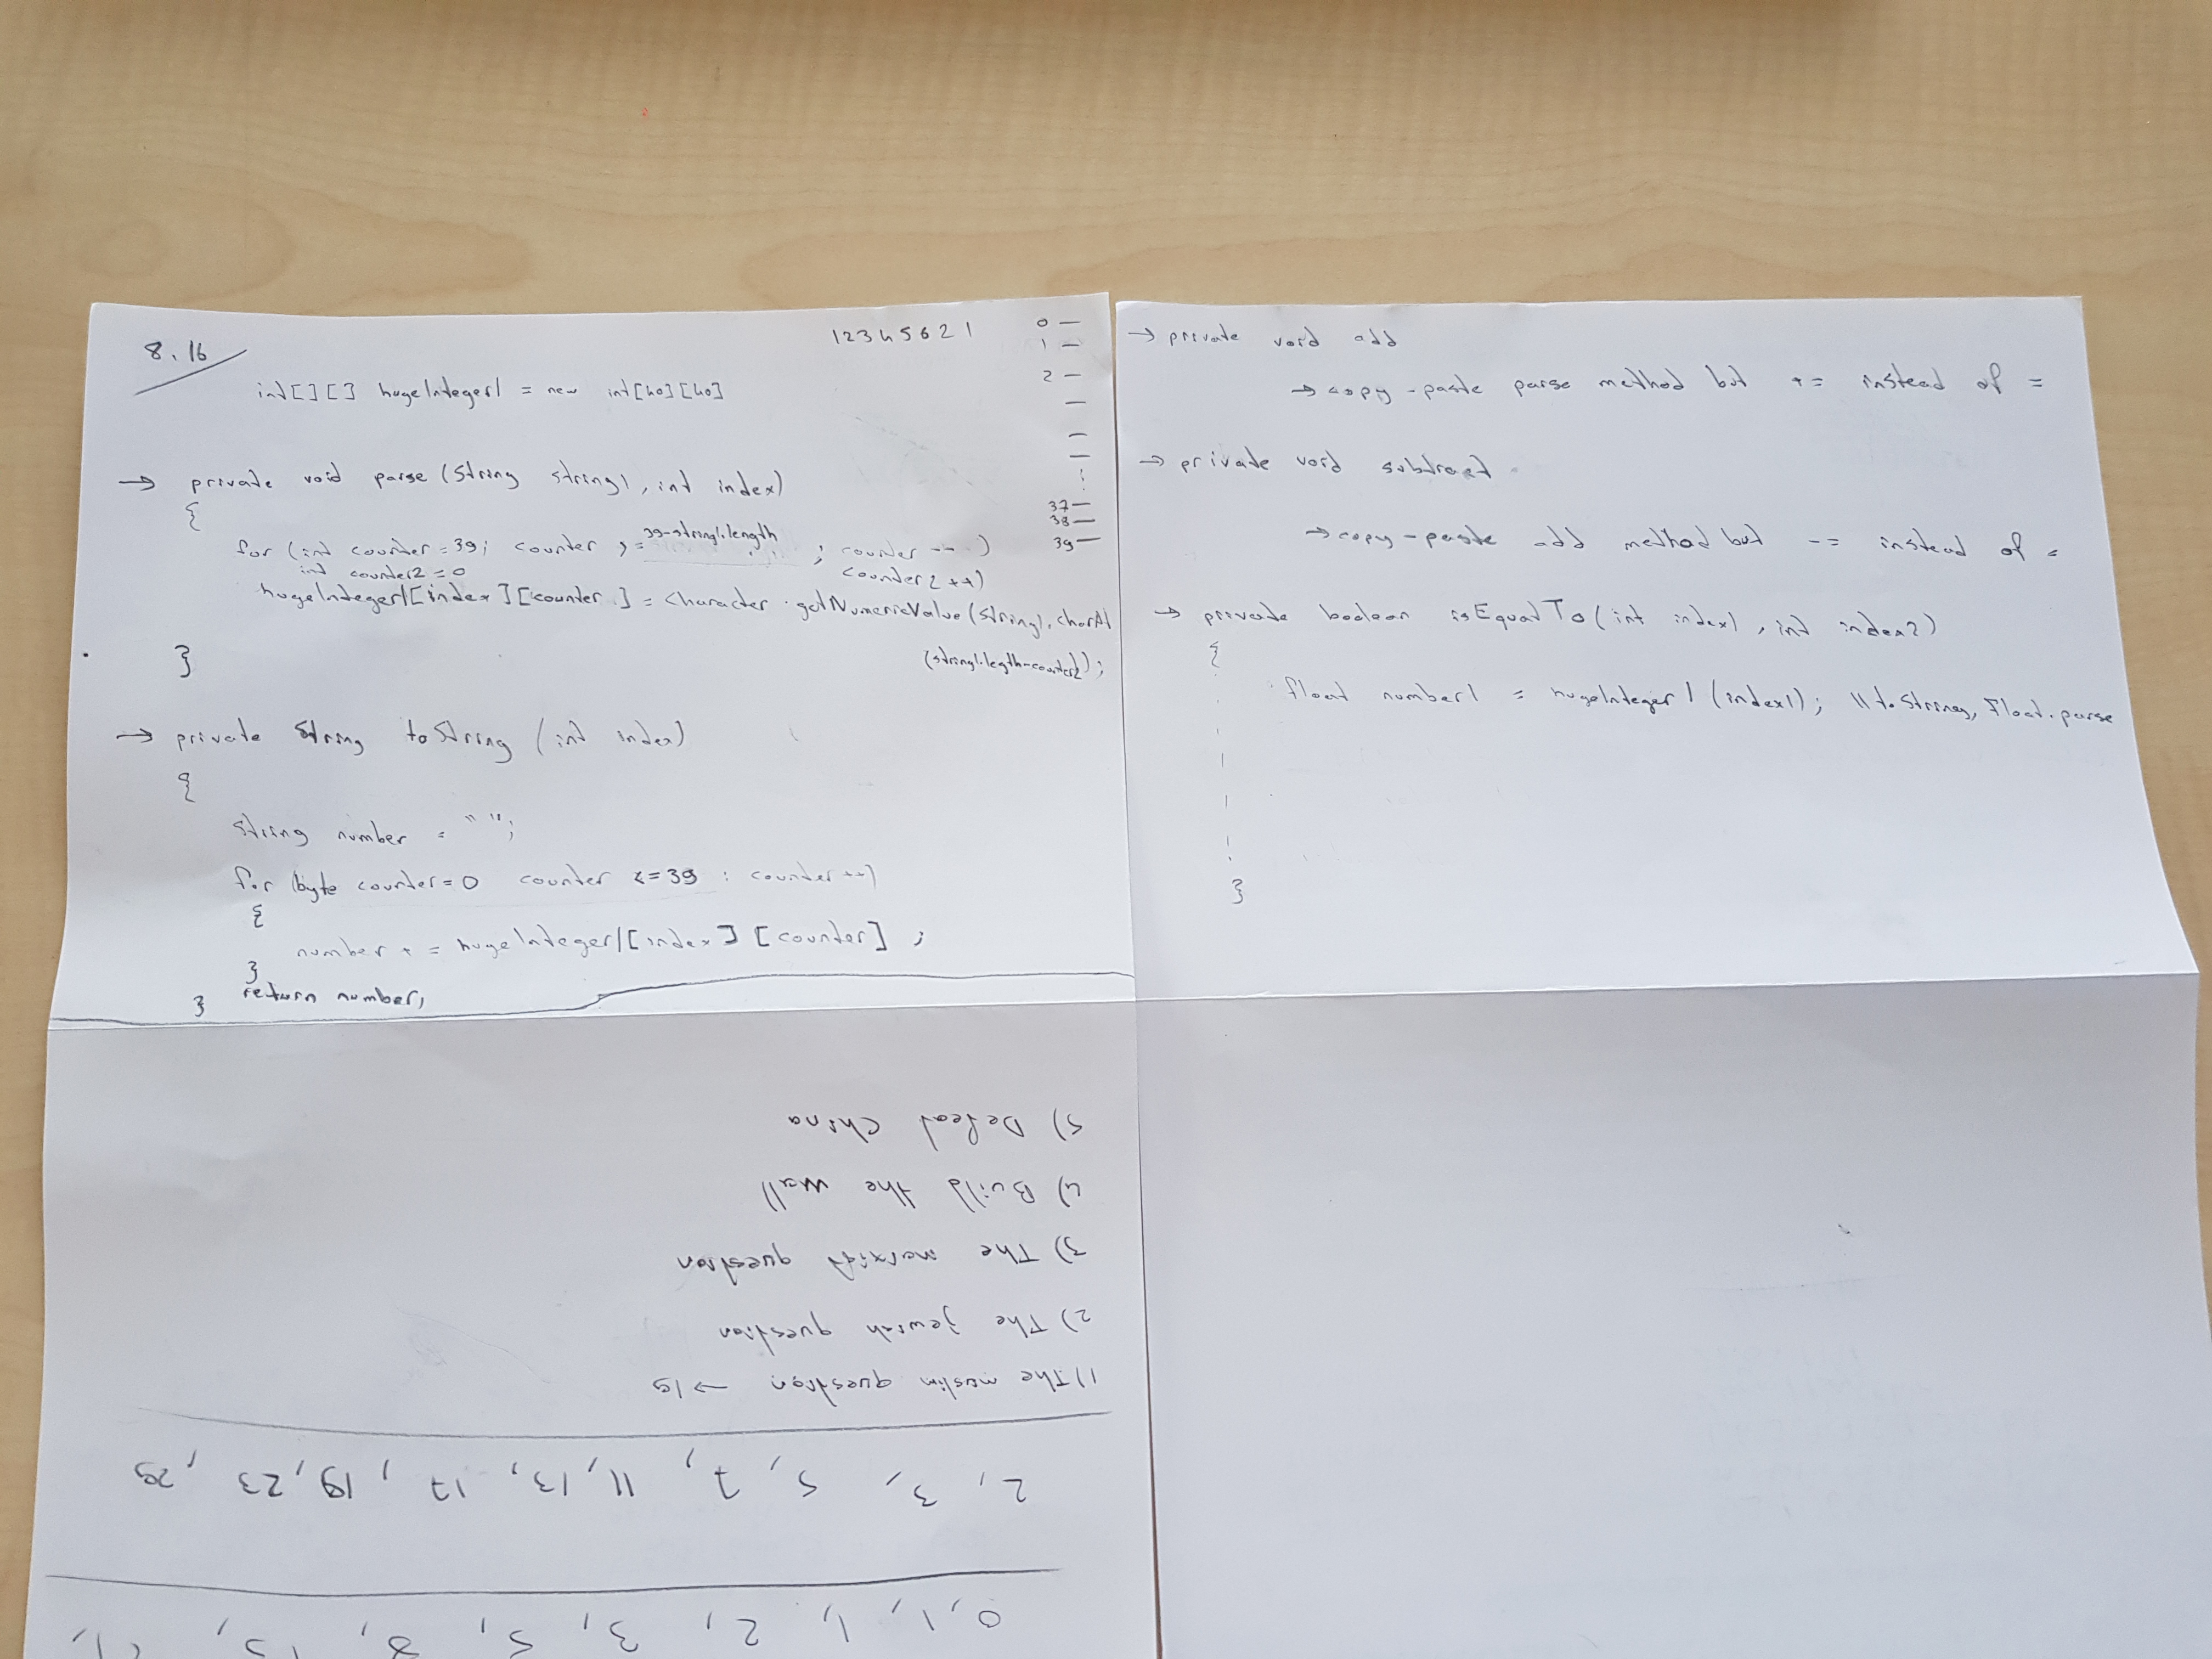 8.16
12345621
int[][] hugeInteger1 = new int[40][40]
0 —
1 —
2 —
37 —
38 —
39 —
→ private void parse (String string1, int index)
{
for (int counter=39; counter >= 39-string1.length ; counter -- )
int counter2=0 counter2 ++)
hugeInteger1[index][counter] = Character.getNumericValue(string1.charAt
(string1.legth-counter2));
}
→ private String toString (int index)
{
String number = "";
for (byte counter=0 counter <=39 ; counter++)
{
number += hugeInteger1[index][counter] ;
}
return number;
}
→ private void add
→ copy-paste parse method but += instead of =
→ private void subtract
→ copy-paste add method but -= instead of =
→ private boolean isEqualTo(int index1, int index2)
{
float number1 = hugeInteger1(index1); // toString, Float.parse
}
0, 1, 1, 2, 3, 5, 8,
2, 3, 5, 7, 11, 13, 17, 19, 23, 29
1) The muslim question → 19
2) The jewish question
3) The marxist question
4) Build the wall
5) Defeat China